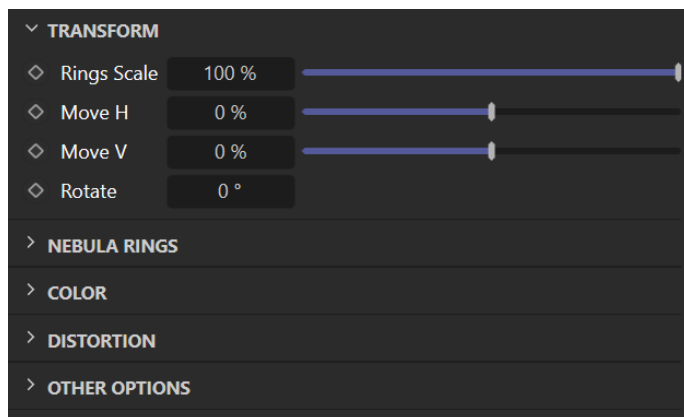 TRANSFORM
Rings Scale 100 %
Move H 0 %
Move V 0 %
Rotate 0 °
NEBULA RINGS
COLOR
DISTORTION
OTHER OPTIONS